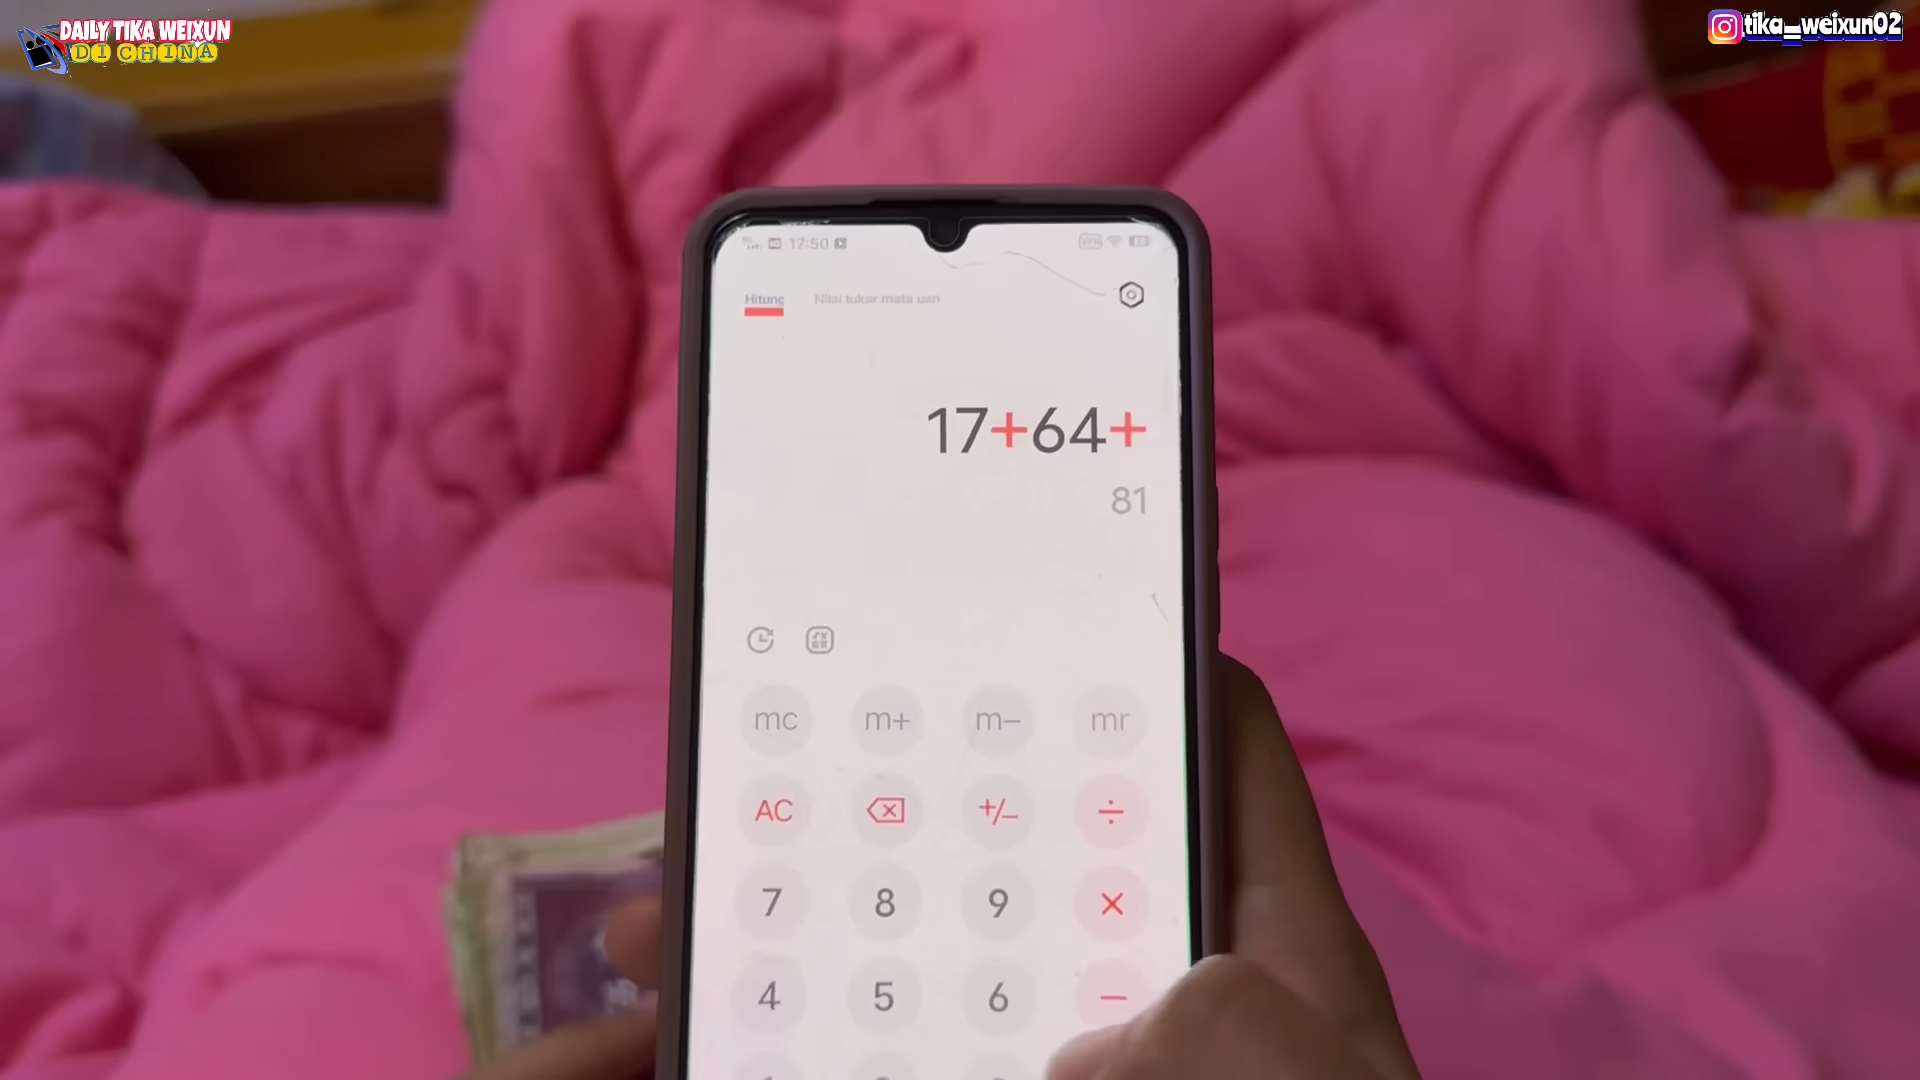 DAILY TIKA WEIXUN
DI CHINA
tika_weixun02
17:50
Hitung
Nilai tukar mata uan
17+64+
81
mc m+ m− mr
AC +/− ÷
7 8 9 ×
4 5 6 −